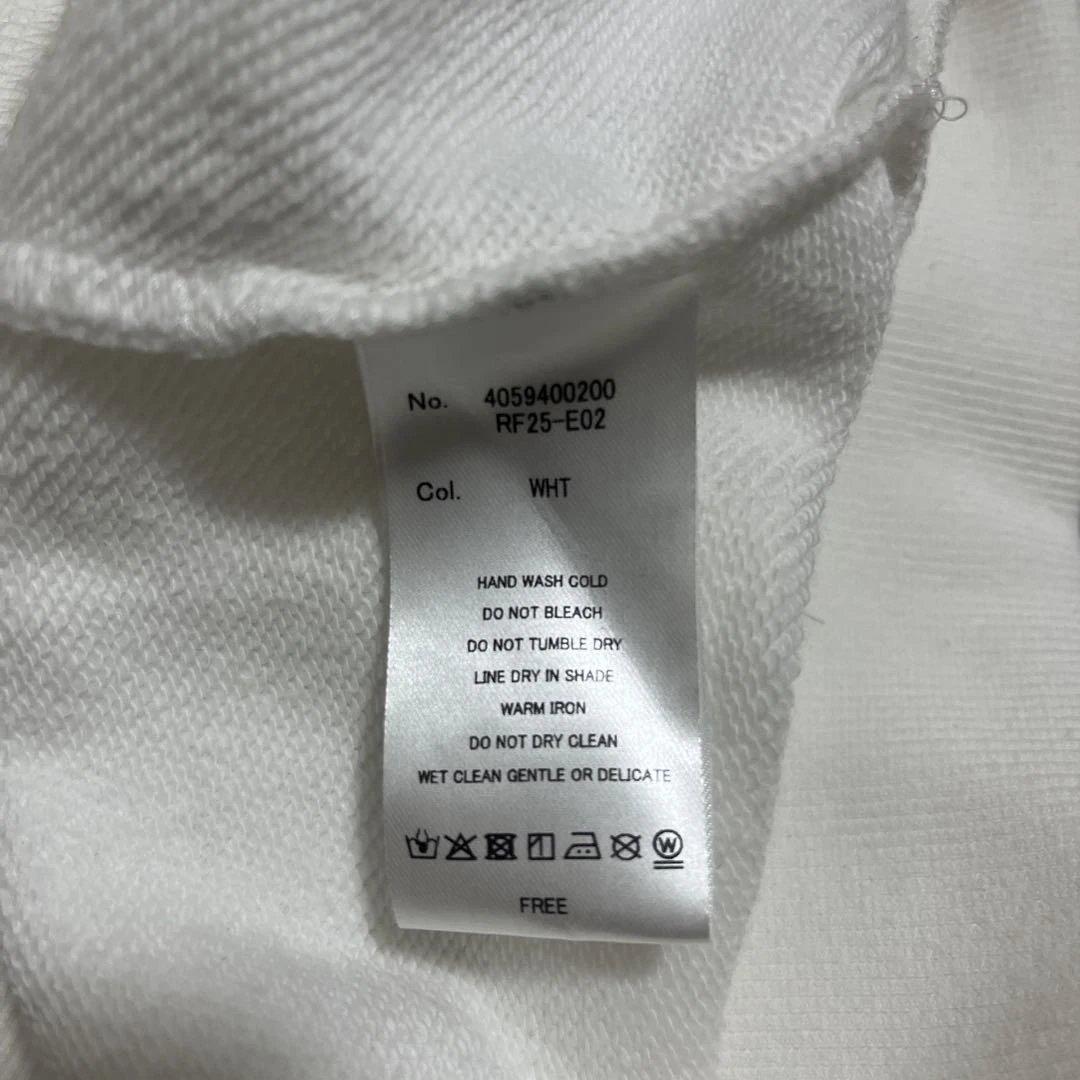 No. 4059400200
RF25-E02
Col. WHT
HAND WASH COLD
DO NOT BLEACH
DO NOT TUMBLE DRY
LINE DRY IN SHADE
WARM IRON
DO NOT DRY CLEAN
WET CLEAN GENTLE OR DELICATE
W
FREE